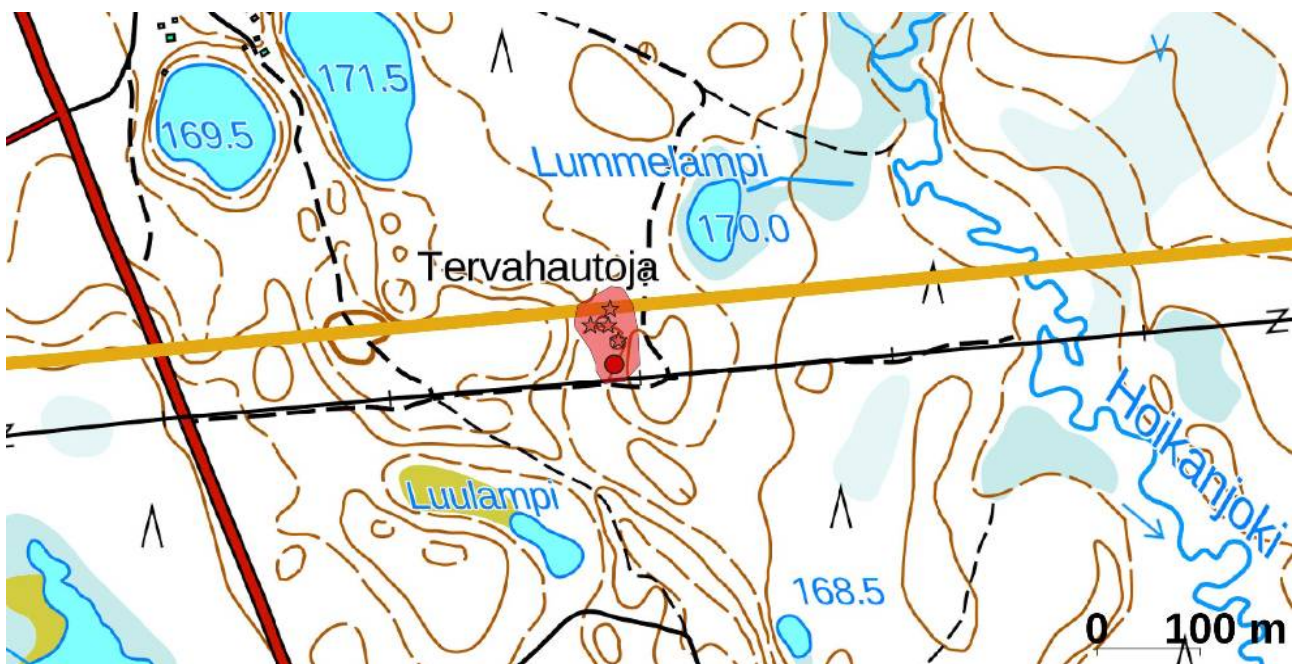 171.5
169.5
Lummelampi
170.0
Tervahautoja
Z
Z
Hoikanjoki
Luulampi
168.5
0 100 m